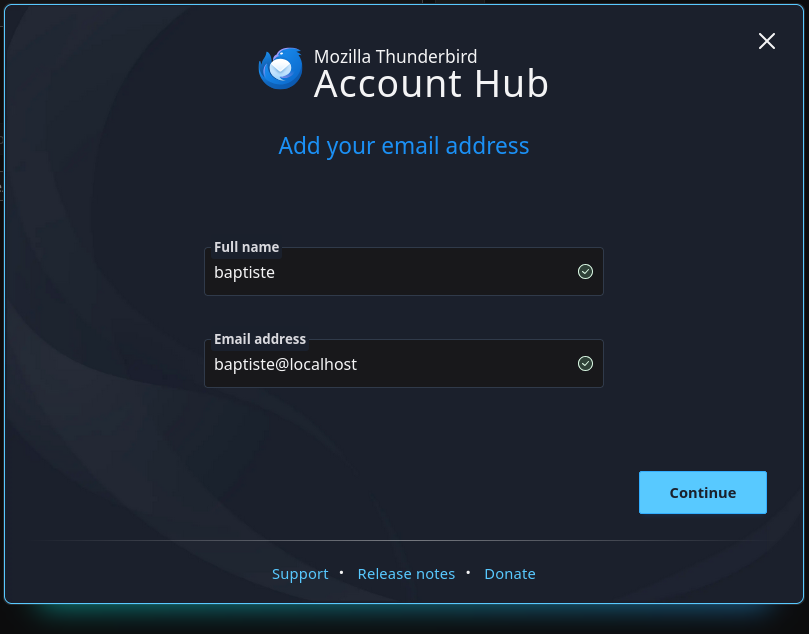 Mozilla Thunderbird
Account Hub
Add your email address
Full name
baptiste
Email address
baptiste@localhost
Continue
Support • Release notes • Donate